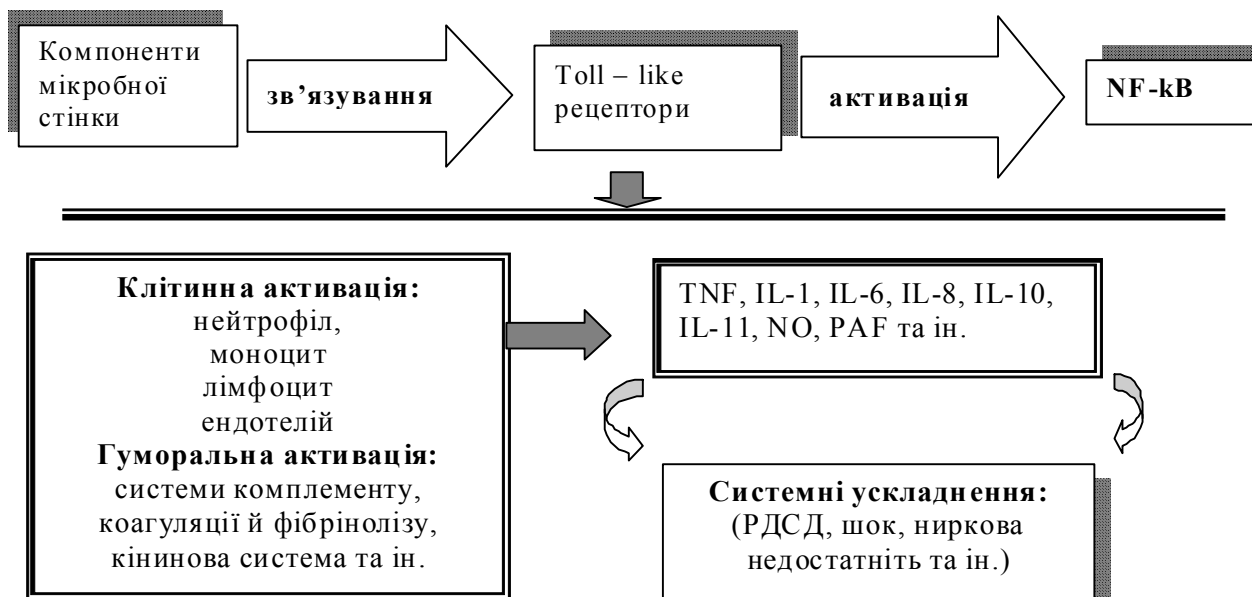 Компоненти
мікробної
стінки
зв’язування
Toll – like
рецептори
активація
NF-kB
Клітинна активація:
нейтрофіл,
моноцит
лімфоцит
ендотелій
Гуморальна активація:
системи комплементу,
коагуляції й фібрінолізу,
кінинова система та ін.
TNF, IL-1, IL-6, IL-8, IL-10,
IL-11, NO, PAF та ін.
Системні ускладнення:
(РДСД, шок, ниркова
недостатніть та ін.)